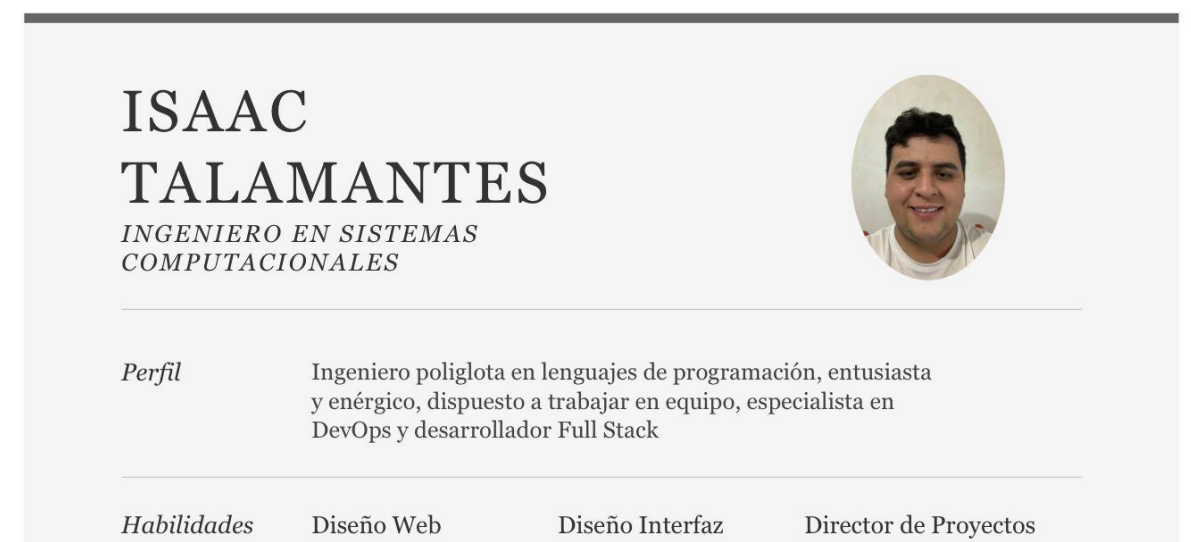 ISAAC
TALAMANTES
INGENIERO EN SISTEMAS
COMPUTACIONALES
Perfil
Ingeniero poliglota en lenguajes de programación, entusiasta
y enérgico, dispuesto a trabajar en equipo, especialista en
DevOps y desarrollador Full Stack
Habilidades Diseño Web Diseño Interfaz Director de Proyectos